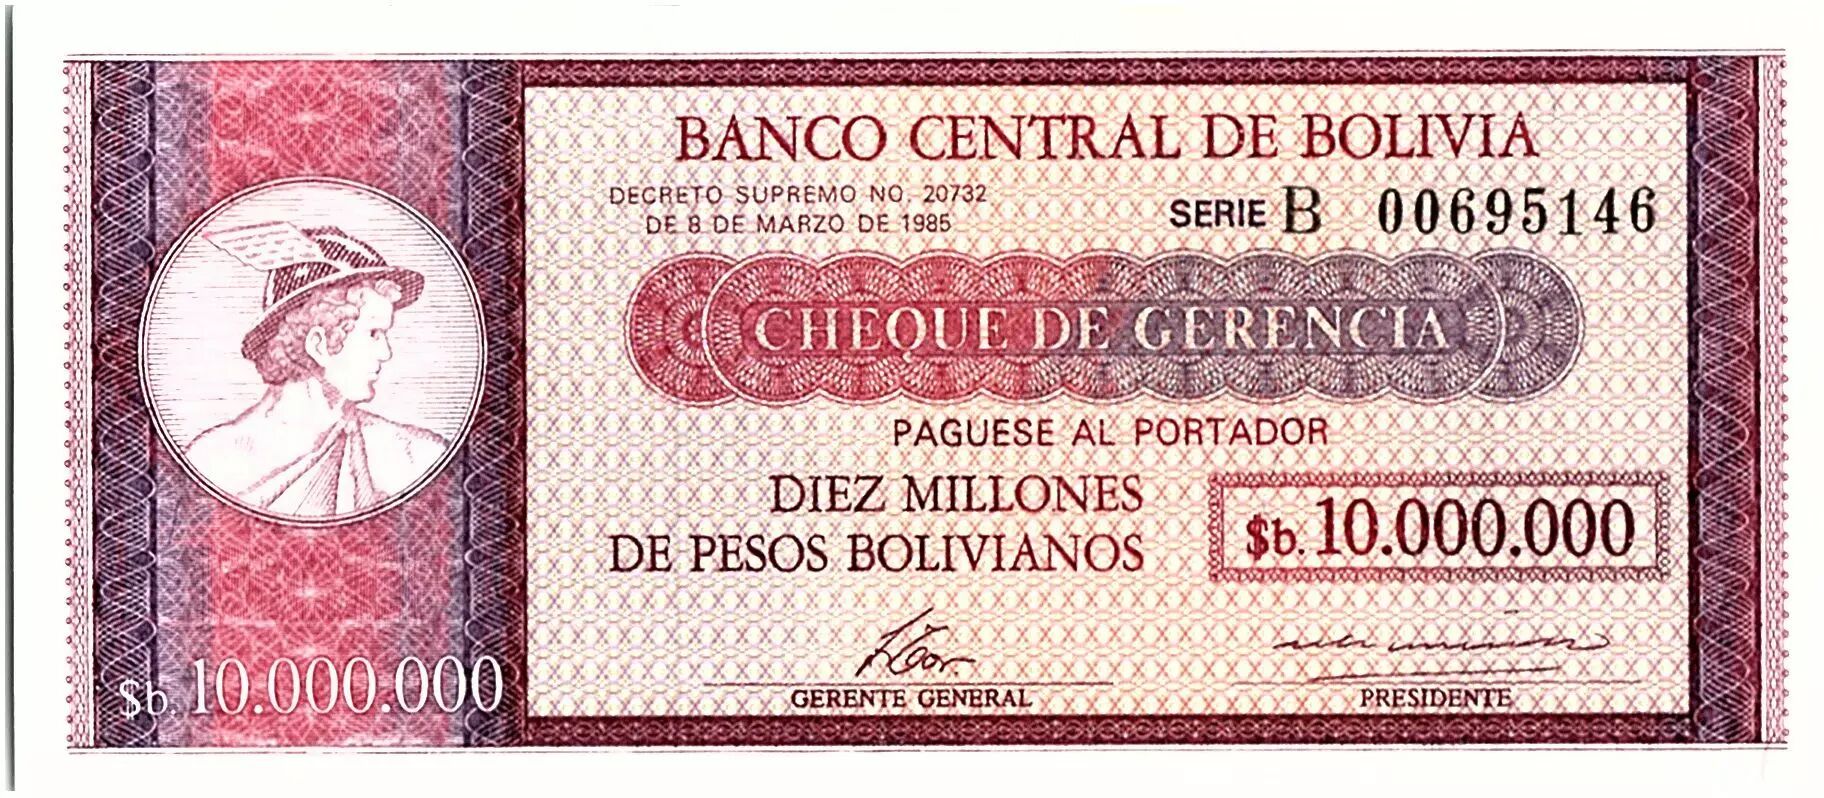 BANCO CENTRAL DE BOLIVIA
DECRETO SUPREMO NO. 20732
DE 8 DE MARZO DE 1985
SERIE B 00695146
CHEQUE DE GERENCIA
PAGUESE AL PORTADOR
DIEZ MILLONES
DE PESOS BOLIVIANOS
$b. 10.000.000
$b. 10.000.000
GERENTE GENERAL
PRESIDENTE